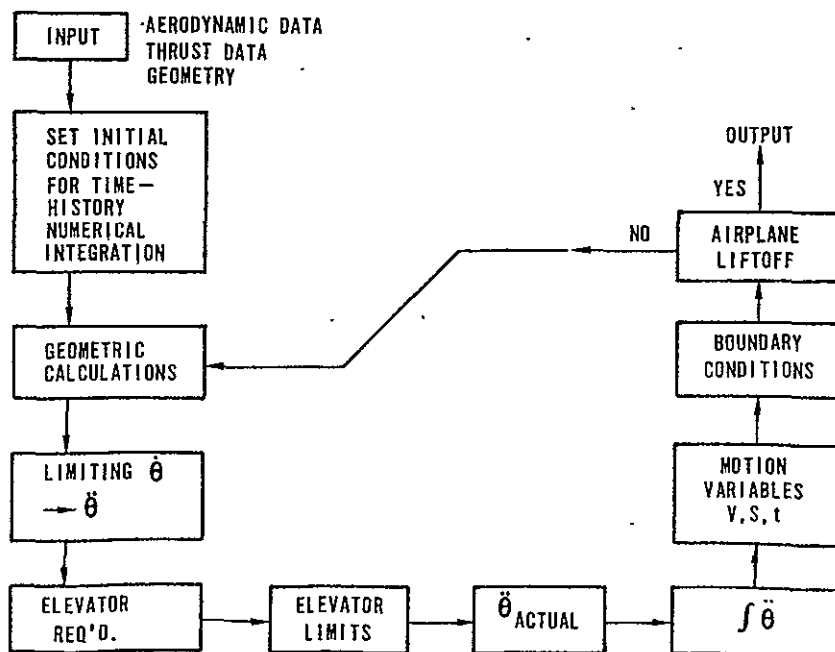 INPUT
AERODYNAMIC DATA
THRUST DATA
GEOMETRY
SET INITIAL
CONDITIONS
FOR TIME—
HISTORY
NUMERICAL
INTEGRATION
GEOMETRIC
CALCULATIONS
LIMITING θ̇
→ θ̈
ELEVATOR
REQ'D.
ELEVATOR
LIMITS
θ̈ ACTUAL
∫ θ̈
MOTION
VARIABLES
V, S, t
BOUNDARY
CONDITIONS
AIRPLANE
LIFTOFF
NO
YES
OUTPUT